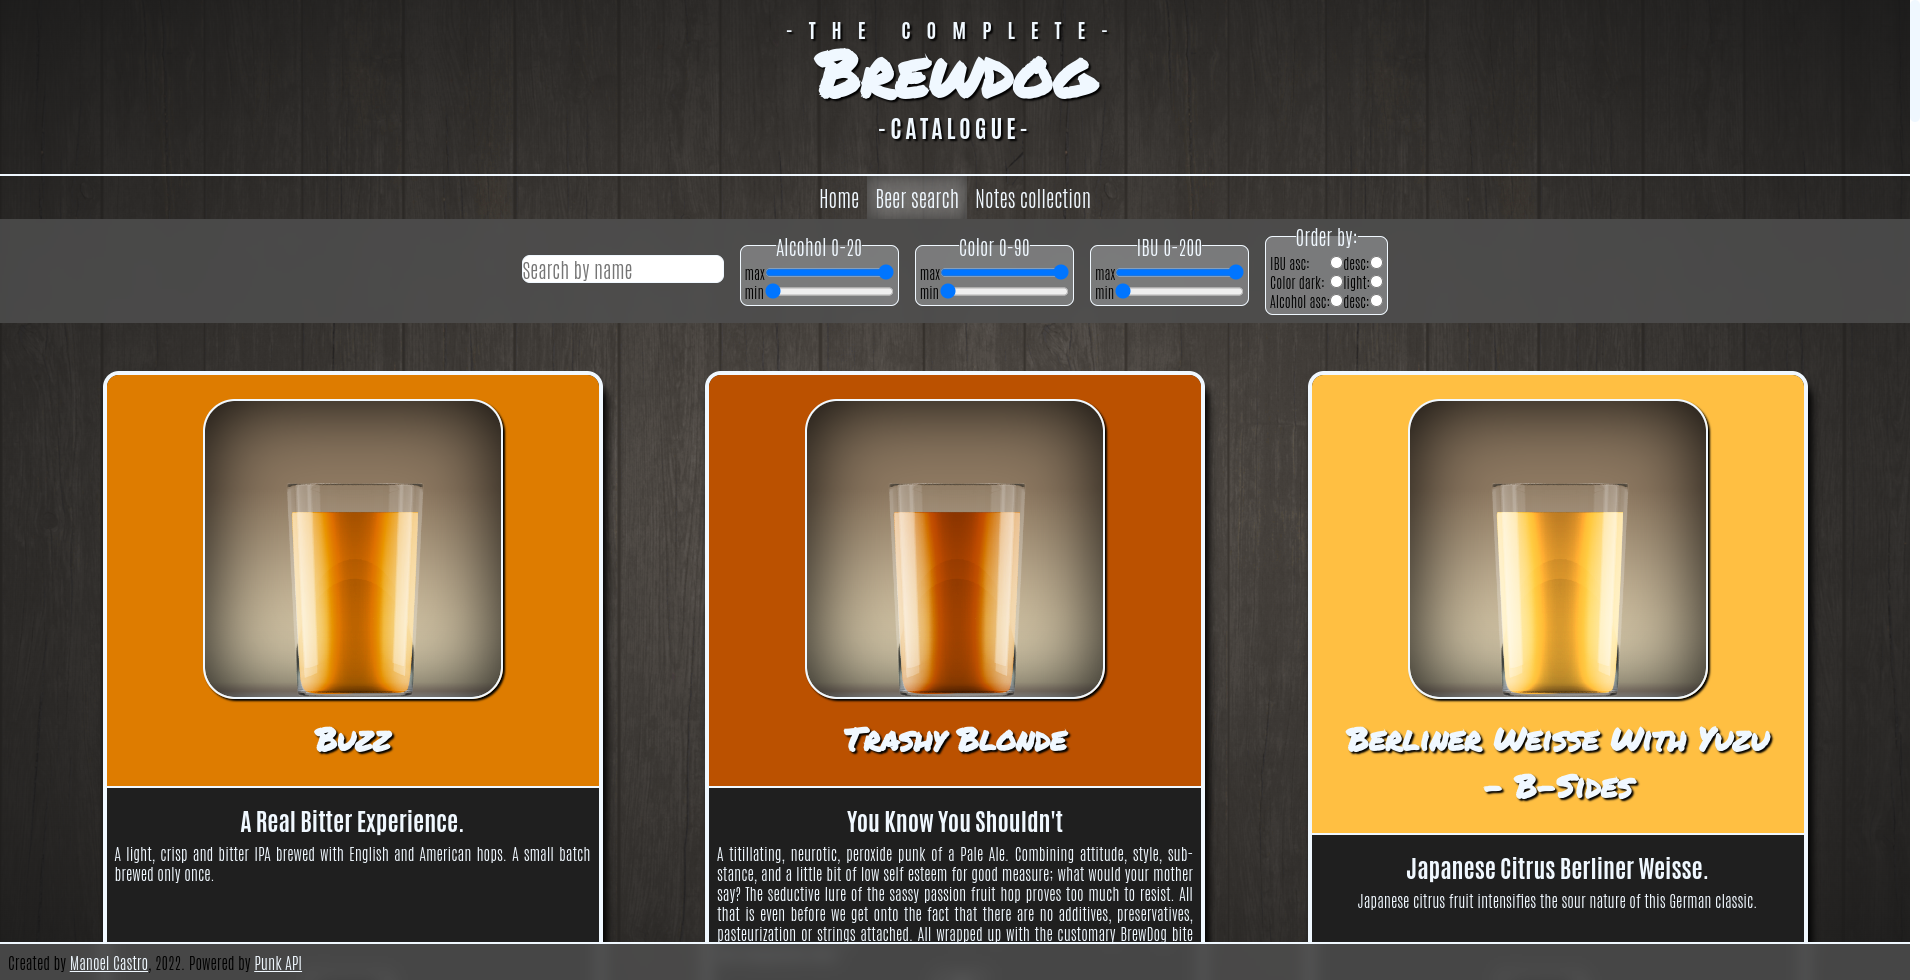 - THE COMPLETE -
BREWDOG
-CATALOGUE-
Home Beer search Notes collection
Search by name
Alcohol 0-20
max
min
Color 0-90
max
min
IBU 0-200
max
min
Order by:
IBU asc: desc:
Color dark: light:
Alcohol asc: desc:
Buzz
A Real Bitter Experience.
A light, crisp and bitter IPA brewed with English and American hops. A small batch
brewed only once.
Trashy Blonde
You Know You Shouldn't
A titillating, neurotic, peroxide punk of a Pale Ale. Combining attitude, style, sub-
stance, and a little bit of low self esteem for good measure; what would your mother
say? The seductive lure of the sassy passion fruit hop proves too much to resist. All
that is even before we get onto the fact that there are no additives, preservatives,
pasteurization or strings attached. All wrapped up with the customary BrewDog bite
Berliner Weisse With Yuzu
- B-Sides
Japanese Citrus Berliner Weisse.
Japanese citrus fruit intensifies the sour nature of this German classic.
Created by Manoel Castro, 2022. Powered by Punk API